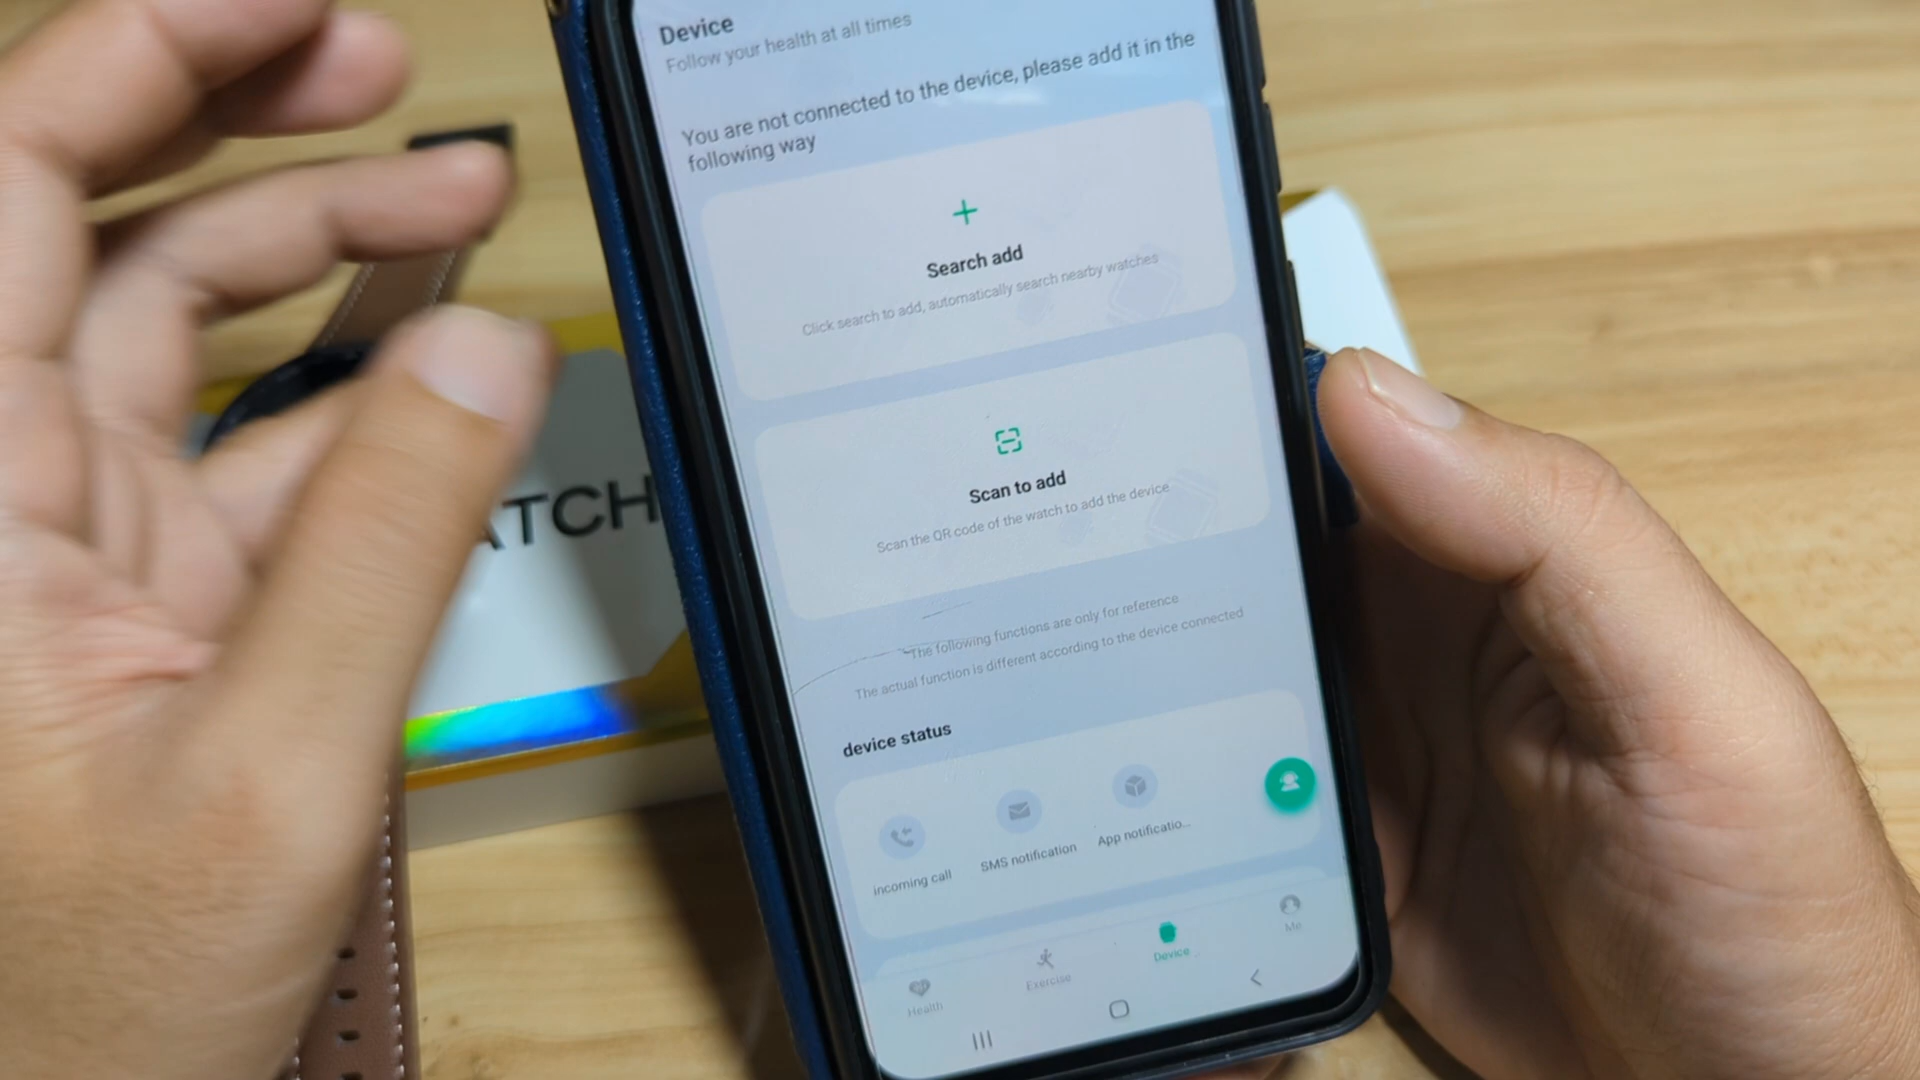 Device
Follow your health at all times
You are not connected to the device, please add it in the
following way
Search add
Click search to add, automatically search nearby watches
Scan to add
Scan the QR code of the watch to add the device
The following functions are only for reference
The actual function is different according to the device connected
device status
incoming call
SMS notification
App notificatio...
Health
Exercise
Device
Me
ATCH